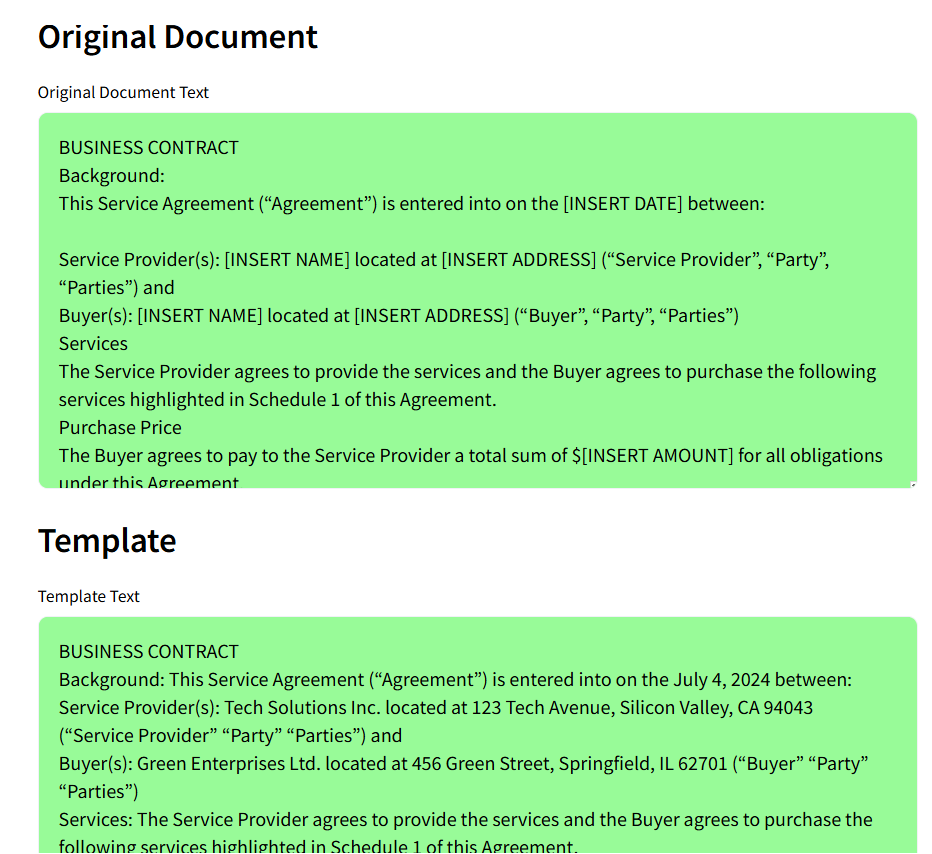 Original Document
Original Document Text
BUSINESS CONTRACT
Background:
This Service Agreement (“Agreement”) is entered into on the [INSERT DATE] between:
Service Provider(s): [INSERT NAME] located at [INSERT ADDRESS] (“Service Provider”, “Party”,
“Parties”) and
Buyer(s): [INSERT NAME] located at [INSERT ADDRESS] (“Buyer”, “Party”, “Parties”)
Services
The Service Provider agrees to provide the services and the Buyer agrees to purchase the following
services highlighted in Schedule 1 of this Agreement.
Purchase Price
The Buyer agrees to pay to the Service Provider a total sum of $[INSERT AMOUNT] for all obligations
under this Agreement
Template
Template Text
BUSINESS CONTRACT
Background: This Service Agreement (“Agreement”) is entered into on the July 4, 2024 between:
Service Provider(s): Tech Solutions Inc. located at 123 Tech Avenue, Silicon Valley, CA 94043
(“Service Provider” “Party” “Parties”) and
Buyer(s): Green Enterprises Ltd. located at 456 Green Street, Springfield, IL 62701 (“Buyer” “Party”
“Parties”)
Services: The Service Provider agrees to provide the services and the Buyer agrees to purchase the
following services highlighted in Schedule 1 of this Agreement.